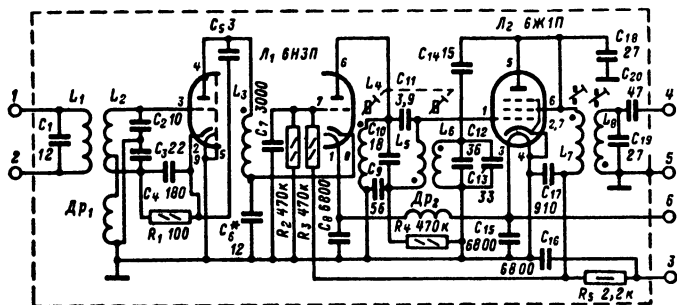 C5 3
Л1 6Н3П
Л2 6Ж1П
C18
27
C20
47
C14 15
C11
3,9
L4
L1
L2
L3
3000
C1
12
C2 10
C3 22
C4
180
R1 100
Др1
C6*
12
C7
R2 470к
R3 470к
C8 6800
C10
18
C9
56
L5
L6
C12
36
C13
33
Др2
R4 470к
C15
6800
6800
C16
C17
910
L7
L8
C19
27
R5 2,2к
1
2
3
4
5
6
4
3
2
9
5
6
7
1
8
5
1
6
2,7
3
4